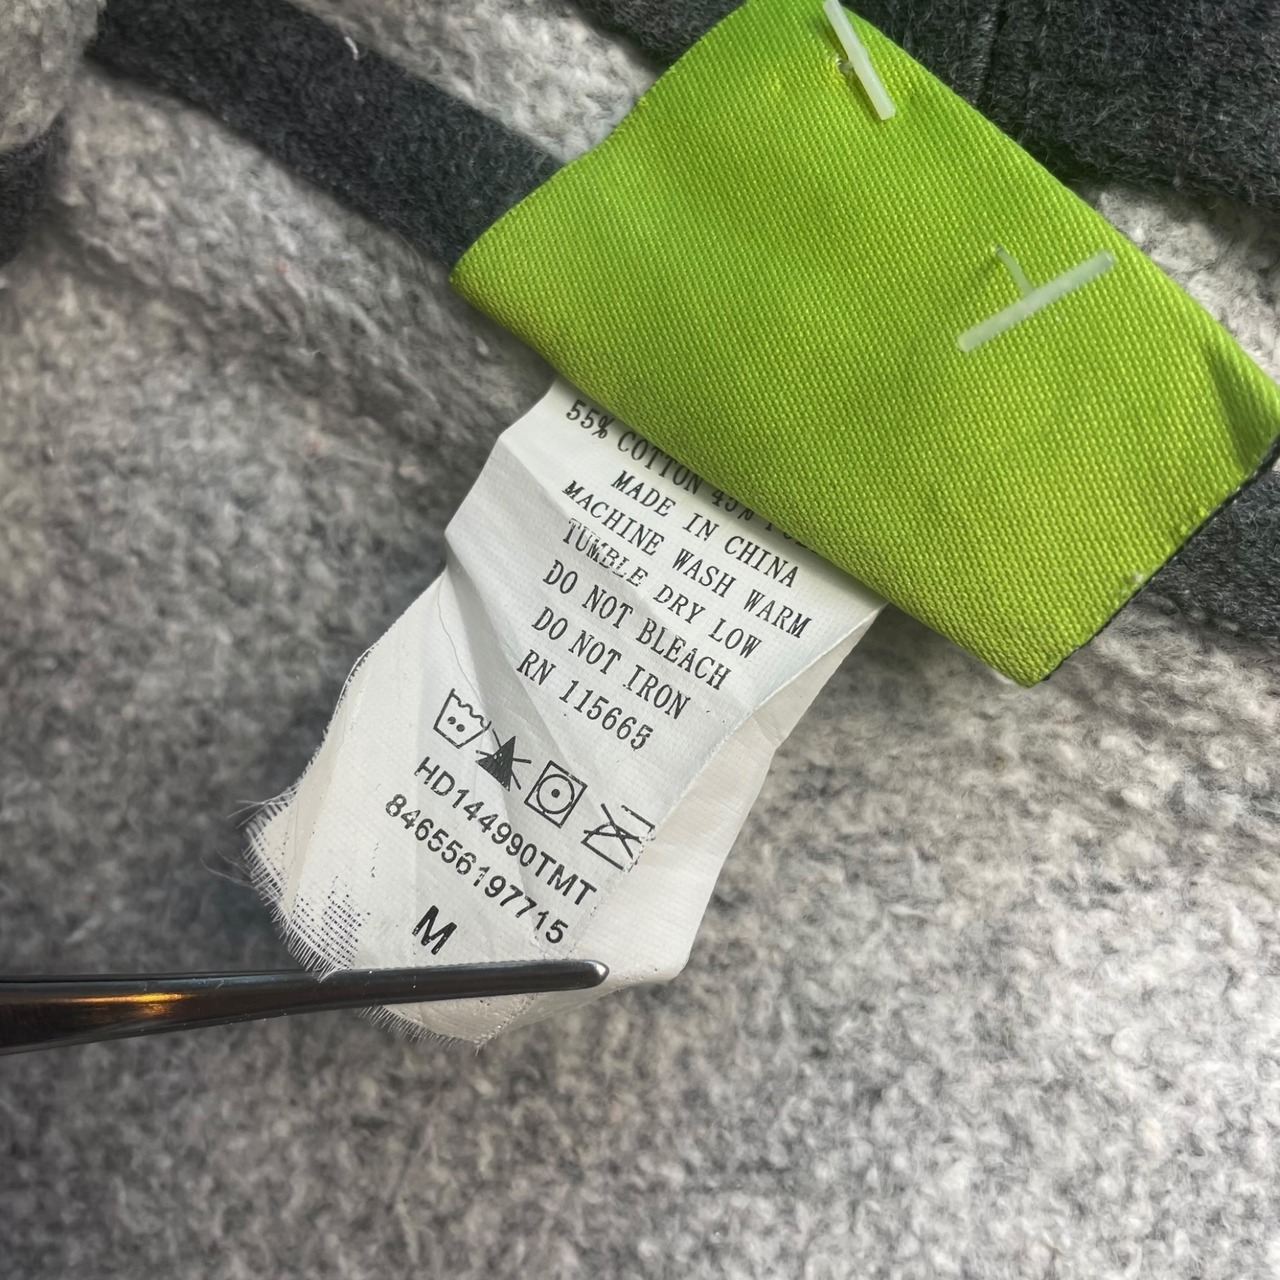 55% COTTON 45%
MADE IN CHINA
MACHINE WASH WARM
TUMBLE DRY LOW
DO NOT BLEACH
DO NOT IRON
RN 115665
HD144990TMT
846556197715
M